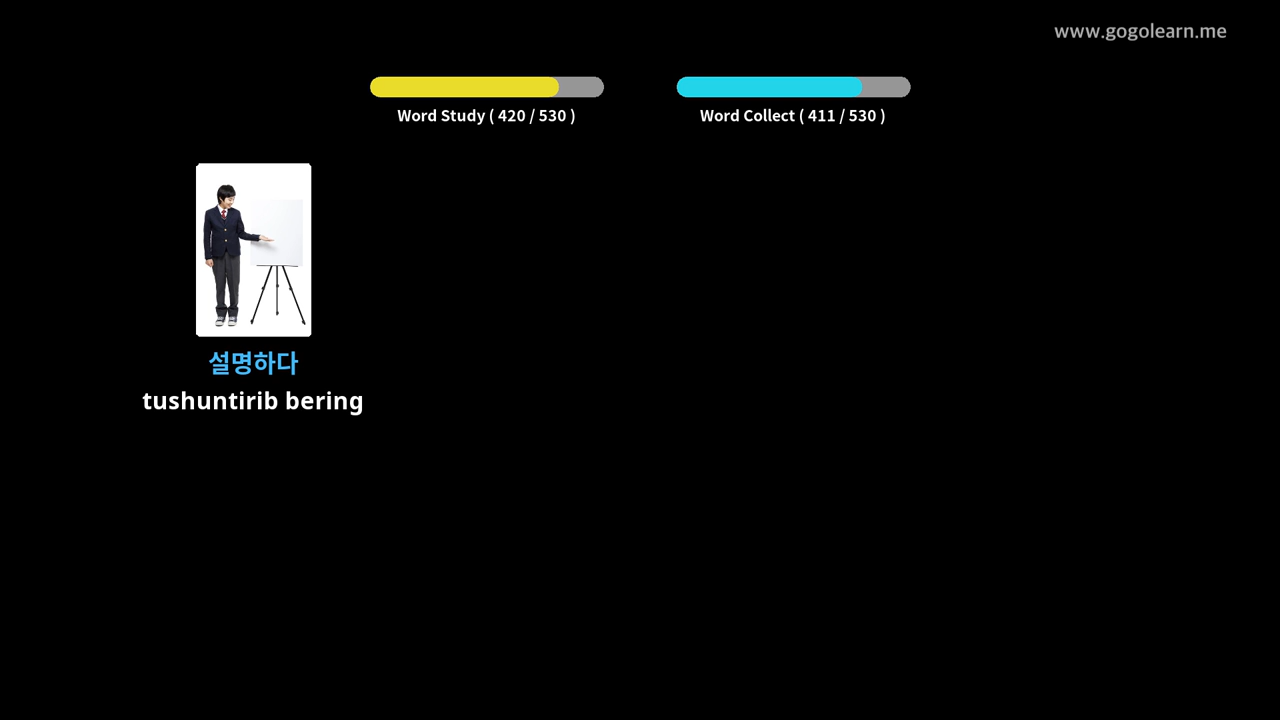 www.gogolearn.me
Word Study ( 420 / 530 )
Word Collect ( 411 / 530 )
설명하다
tushuntirib bering